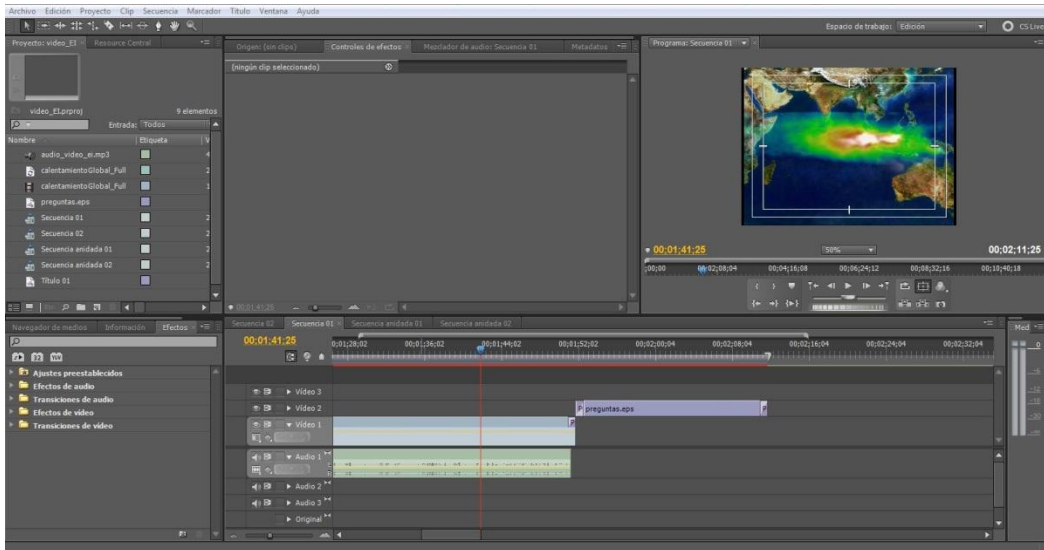 Archivo Edición Proyecto Clip Secuencia Marcador Título Ventana Ayuda
Espacio de trabajo: Edición CS Live
Proyecto: video_EI Resource Central
video_EI.prproj 9 elementos
Entrada: Todos
Nombre Etiqueta
audio_video_ei.mp3
calentamientoGlobal_Full
calentamientoGlobal_Full
preguntas.eps
Secuencia 01
Secuencia 02
Secuencia anidada 01
Secuencia anidada 02
Título 01
Origen: (sin clips) Controles de efectos Mezclador de audio: Secuencia 01 Metadatos
(ningún clip seleccionado)
00;01;41;25
Programa: Secuencia 01
00;01;41;25 50% 00;02;11;25
;00;00 00;02;08;04 00;04;16;08 00;06;24;12 00;08;32;16 00;10;40;18
Navegador de medios Información Efectos
Ajustes preestablecidos
Efectos de audio
Transiciones de audio
Efectos de vídeo
Transiciones de vídeo
Secuencia 02 Secuencia 01 Secuencia anidada 01 Secuencia anidada 02
00;01;41;25
0;01;28;02 00;01;36;02 00;01;44;02 00;01;52;02 00;02;00;04 00;02;08;04 00;02;16;04 00;02;24;04 00;02;32;04
Vídeo 3
Vídeo 2 preguntas.eps
Vídeo 1
Audio 1
Audio 2
Audio 3
Original
Med
0